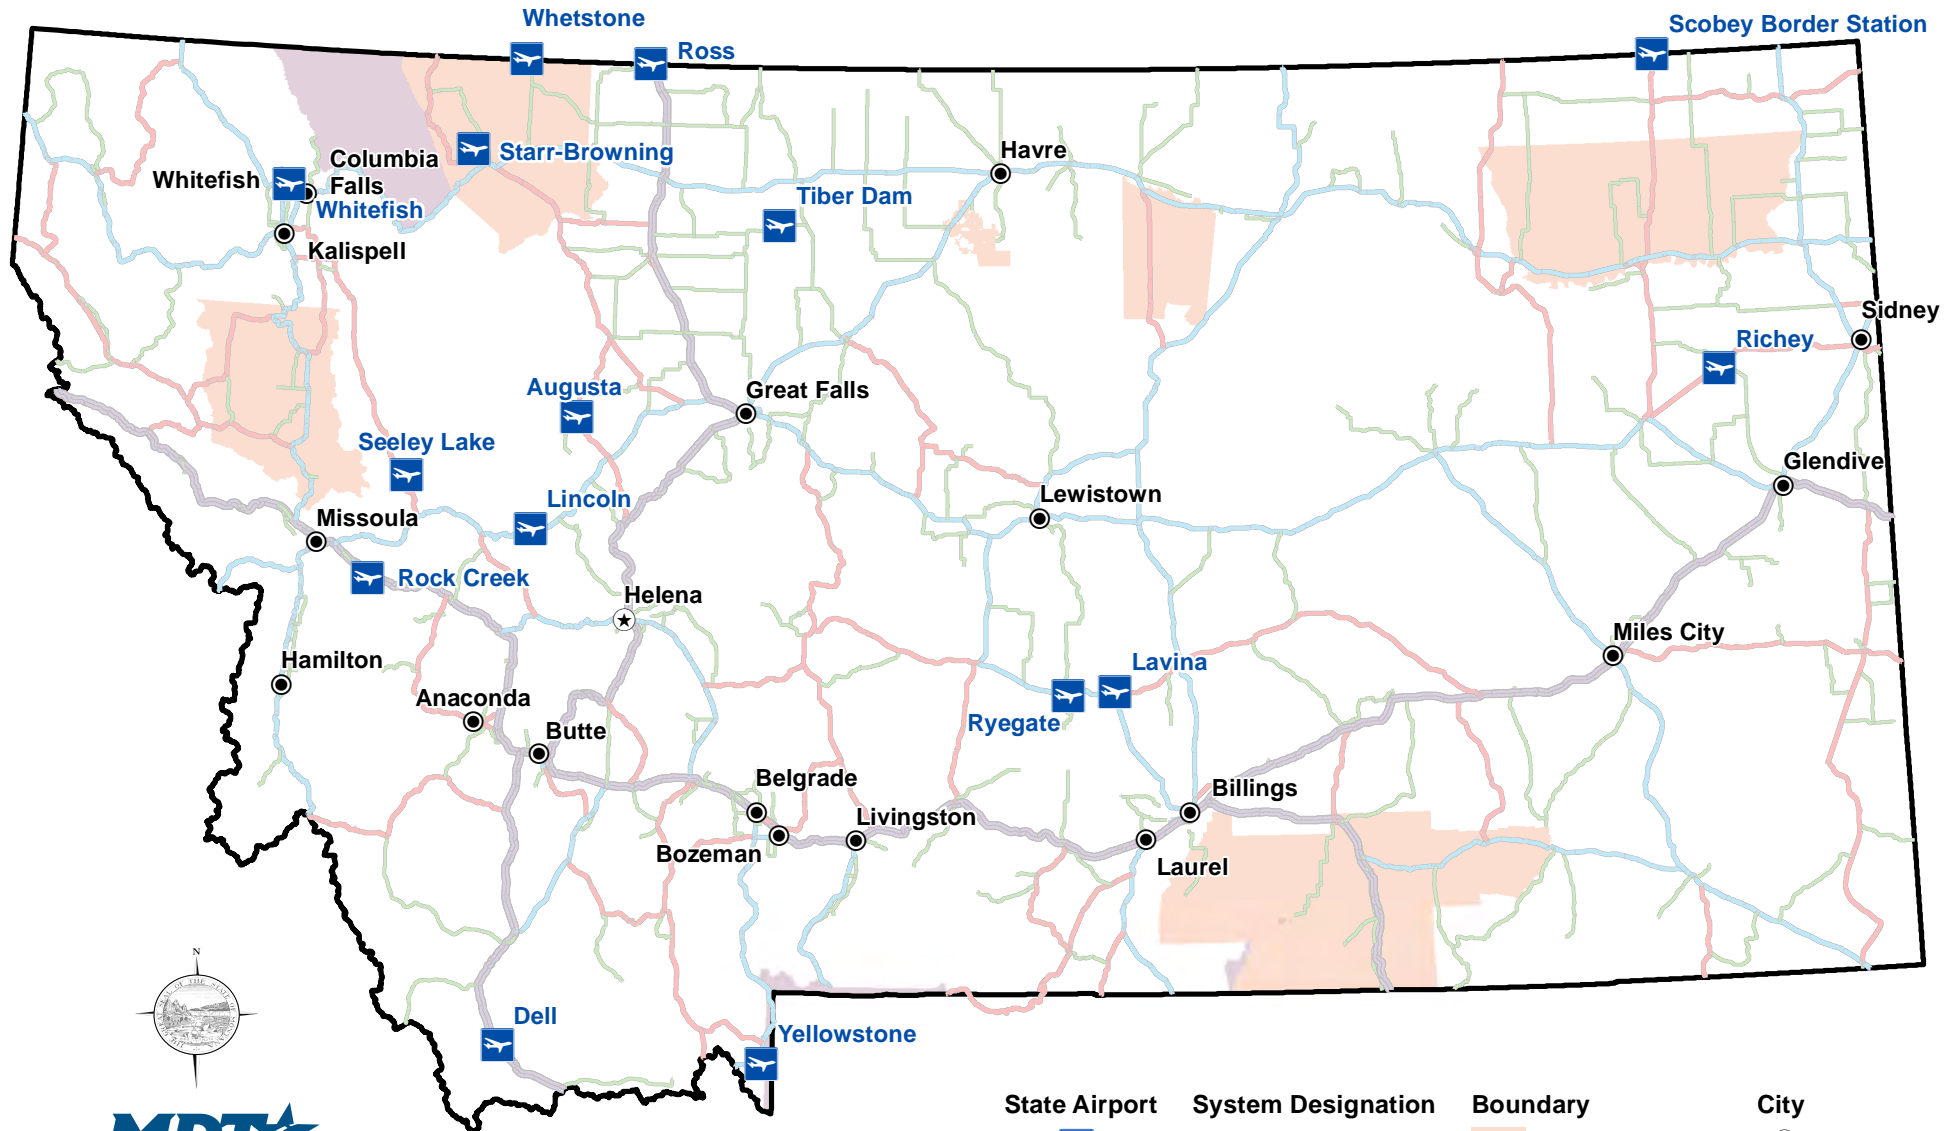 Whetstone
Ross
Scobey Border Station
Starr-Browning
Columbia
Falls
Whitefish
Whitefish
Kalispell
Havre
Tiber Dam
Sidney
Richey
Augusta
Great Falls
Seeley Lake
Glendive
Lincoln
Lewistown
Missoula
Rock Creek
Helena
Miles City
Hamilton
Lavina
Anaconda
Ryegate
Butte
Belgrade
Billings
Livingston
Bozeman
Laurel
N
Dell
Yellowstone
State Airport
System Designation
Boundary
City
MDT